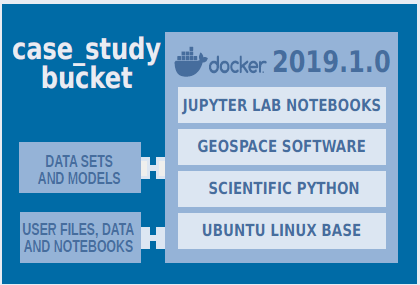 case_study
bucket
docker 2019.1.0
JUPYTER LAB NOTEBOOKS
GEOSPACE SOFTWARE
SCIENTIFIC PYTHON
UBUNTU LINUX BASE
DATA SETS
AND MODELS
USER FILES, DATA
AND NOTEBOOKS